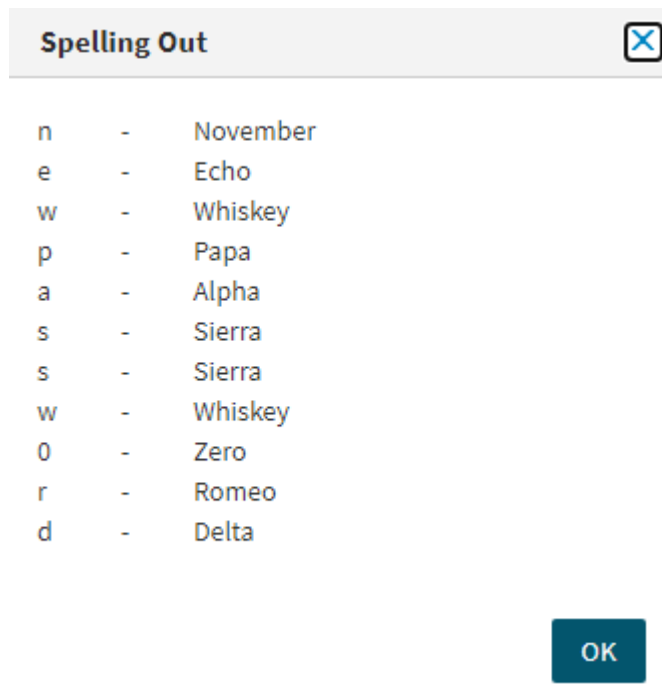 Spelling Out
n - November
e - Echo
w - Whiskey
p - Papa
a - Alpha
s - Sierra
s - Sierra
w - Whiskey
0 - Zero
r - Romeo
d - Delta
OK